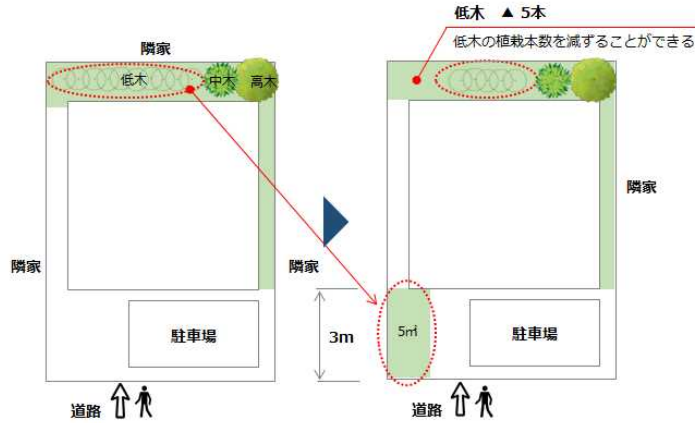 低木 ▲ 5本
低木の植栽本数を減ずることができる
隣家
低木
中木
高木
隣家
隣家
駐車場
道路
隣家
3m
5㎡
駐車場
道路